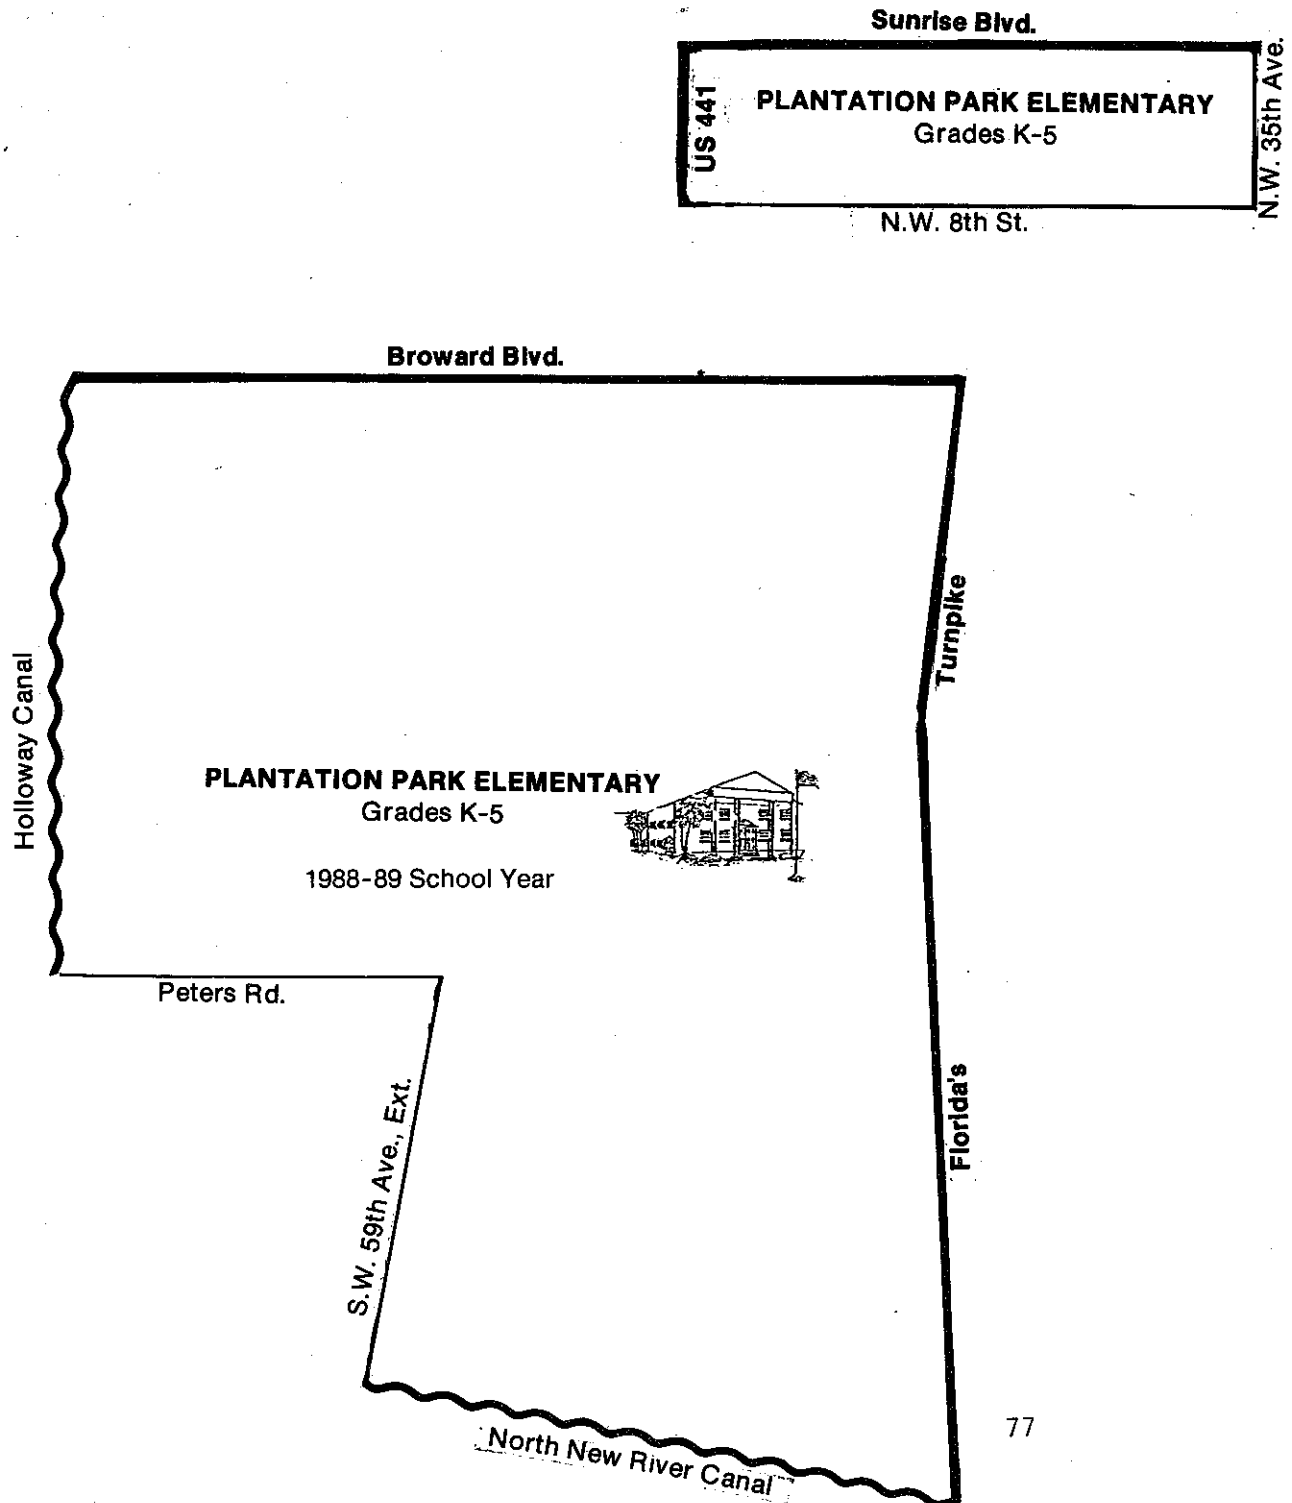 Sunrise Blvd.
US 441
PLANTATION PARK ELEMENTARY
Grades K-5
N.W. 35th Ave.
N.W. 8th St.
Broward Blvd.
Turnpike
Holloway Canal
PLANTATION PARK ELEMENTARY
Grades K-5
1988-89 School Year
Peters Rd.
Florida's
S.W. 59th Ave., Ext.
North New River Canal
77